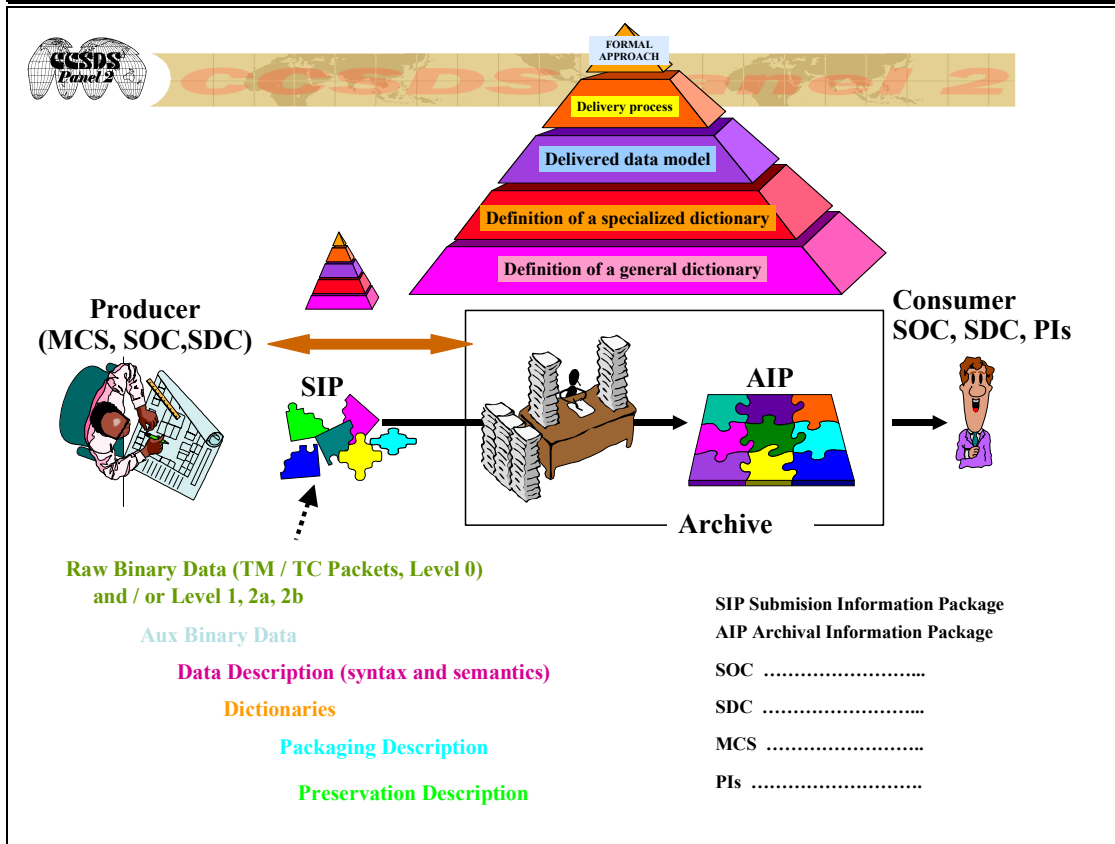 CCSDS
Panel 2
CCSDS Panel 2
FORMAL
APPROACH
Delivery process
Delivered data model
Definition of a specialized dictionary
Definition of a general dictionary
Producer
(MCS, SOC,SDC)
Consumer
SOC, SDC, PIs
SIP
AIP
Archive
Raw Binary Data (TM / TC Packets, Level 0)
and / or Level 1, 2a, 2b
Aux Binary Data
Data Description (syntax and semantics)
Dictionaries
Packaging Description
Preservation Description
SIP Submision Information Package
AIP Archival Information Package
SOC ……………………...
SDC ……………………...
MCS ……………………..
PIs …………………….